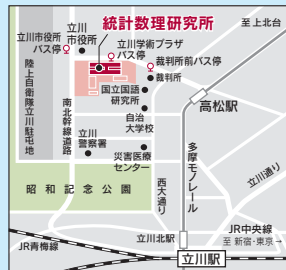 統計数理研究所
至 上北台
立川市役所
バス停
立川
市役所
立川学術プラザ
バス停
裁判所前バス停
裁判所
国立国語
研究所
高松駅
陸上自衛隊立川駐屯地
南北幹線道路
自治
大学校
立川
警察署
災害医療
センター
多摩モノレール
立川通り
昭和記念公園
西大通り
JR中央線
至 新宿・東京→
立川北駅
JR青梅線
立川駅